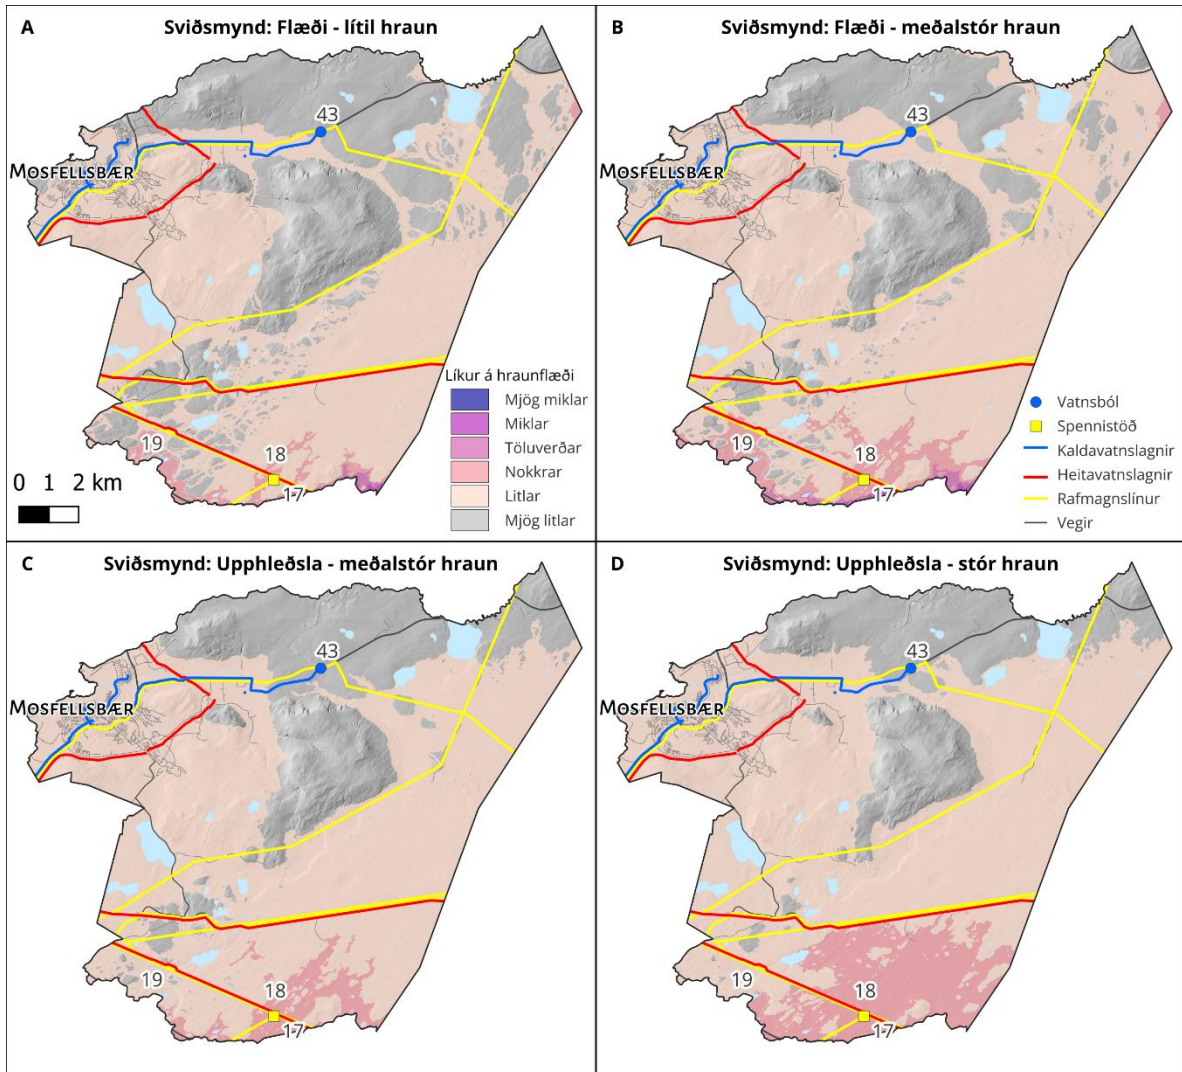 A
Sviðsmynd: Flæði - lítil hraun
43
MOSFELLSBÆR
19
18
17
0 1 2 km
Líkur á hraunflæði
Mjög miklar
Miklar
Töluverðar
Nokkrar
Litlar
Mjög litlar
B
Sviðsmynd: Flæði - meðalstór hraun
43
MOSFELLSBÆR
19
18
17
Vatnsból
Spennistöð
Kaldavatnslagnir
Heitavatnslagnir
Rafmagnslínur
Vegir
C
Sviðsmynd: Upphleðsla - meðalstór hraun
43
MOSFELLSBÆR
19
18
17
D
Sviðsmynd: Upphleðsla - stór hraun
43
MOSFELLSBÆR
19
18
17